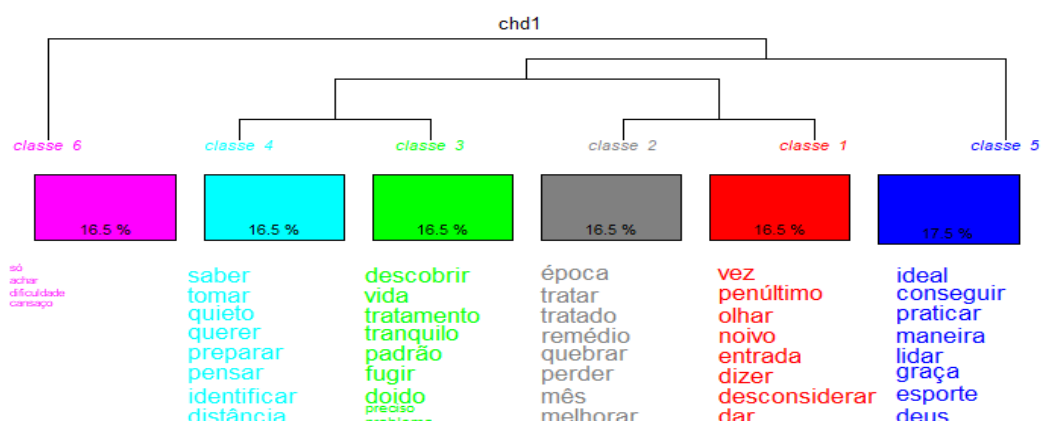 chd1
classe 6
classe 4
classe 3
classe 2
classe 1
classe 5
16.5 %
16.5 %
16.5 %
16.5 %
16.5 %
17.5 %
só
achar
dificuldade
cansaço
saber
tomar
quieto
querer
preparar
pensar
identificar
distância
descobrir
vida
tratamento
tranquilo
padrão
fugir
doido
preciso
época
tratar
tratado
remédio
quebrar
perder
mês
melhorar
vez
penúltimo
olhar
noivo
entrada
dizer
desconsiderar
dar
ideal
conseguir
praticar
maneira
lidar
graça
esporte
deus